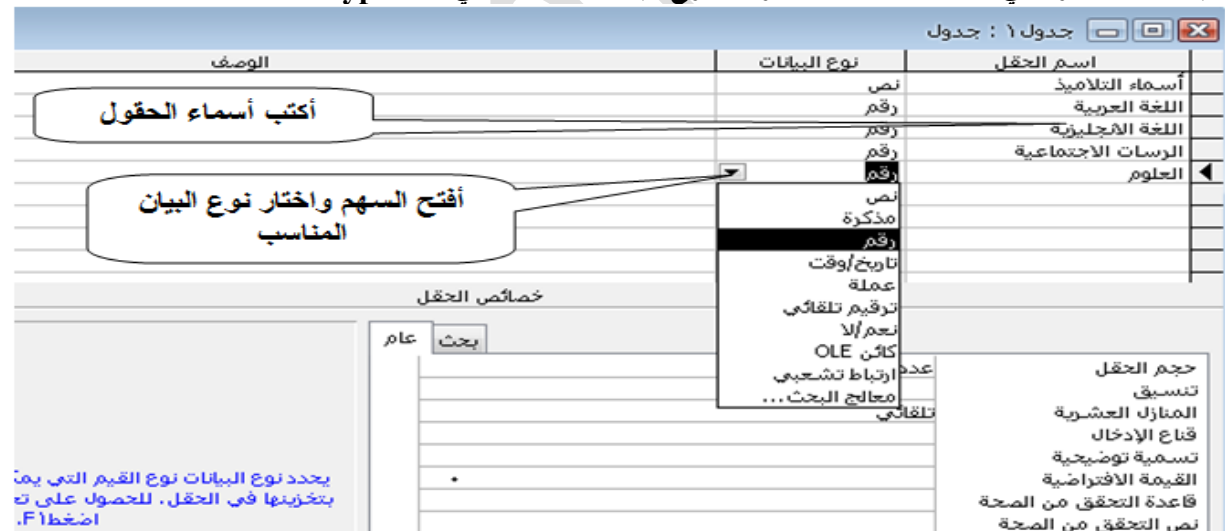 جدول١ : جدول
اسم الحقل نوع البيانات الوصف
أسماء التلاميذ نص
اللغة العربية رقم
اللغة الانجليزية رقم
الرسات الاجتماعية رقم
العلوم رقم
أكتب أسماء الحقول
أفتح السهم واختار نوع البيان
المناسب
نص
مذكرة
رقم
تاريخ/وقت
عملة
ترقيم تلقائي
نعم/لا
كائن OLE
ارتباط تشعبي
معالج البحث...
خصائص الحقل
عام بحث
حجم الحقل
تنسيق
المنازل العشرية تلقائي
قناع الإدخال
تسمية توضيحية
القيمة الافتراضية ٠
قاعدة التحقق من الصحة
نص التحقق من الصحة
يحدد نوع البيانات نوع القيم التي
بتخزينها في الحقل. للحصول على
اضغط F١.